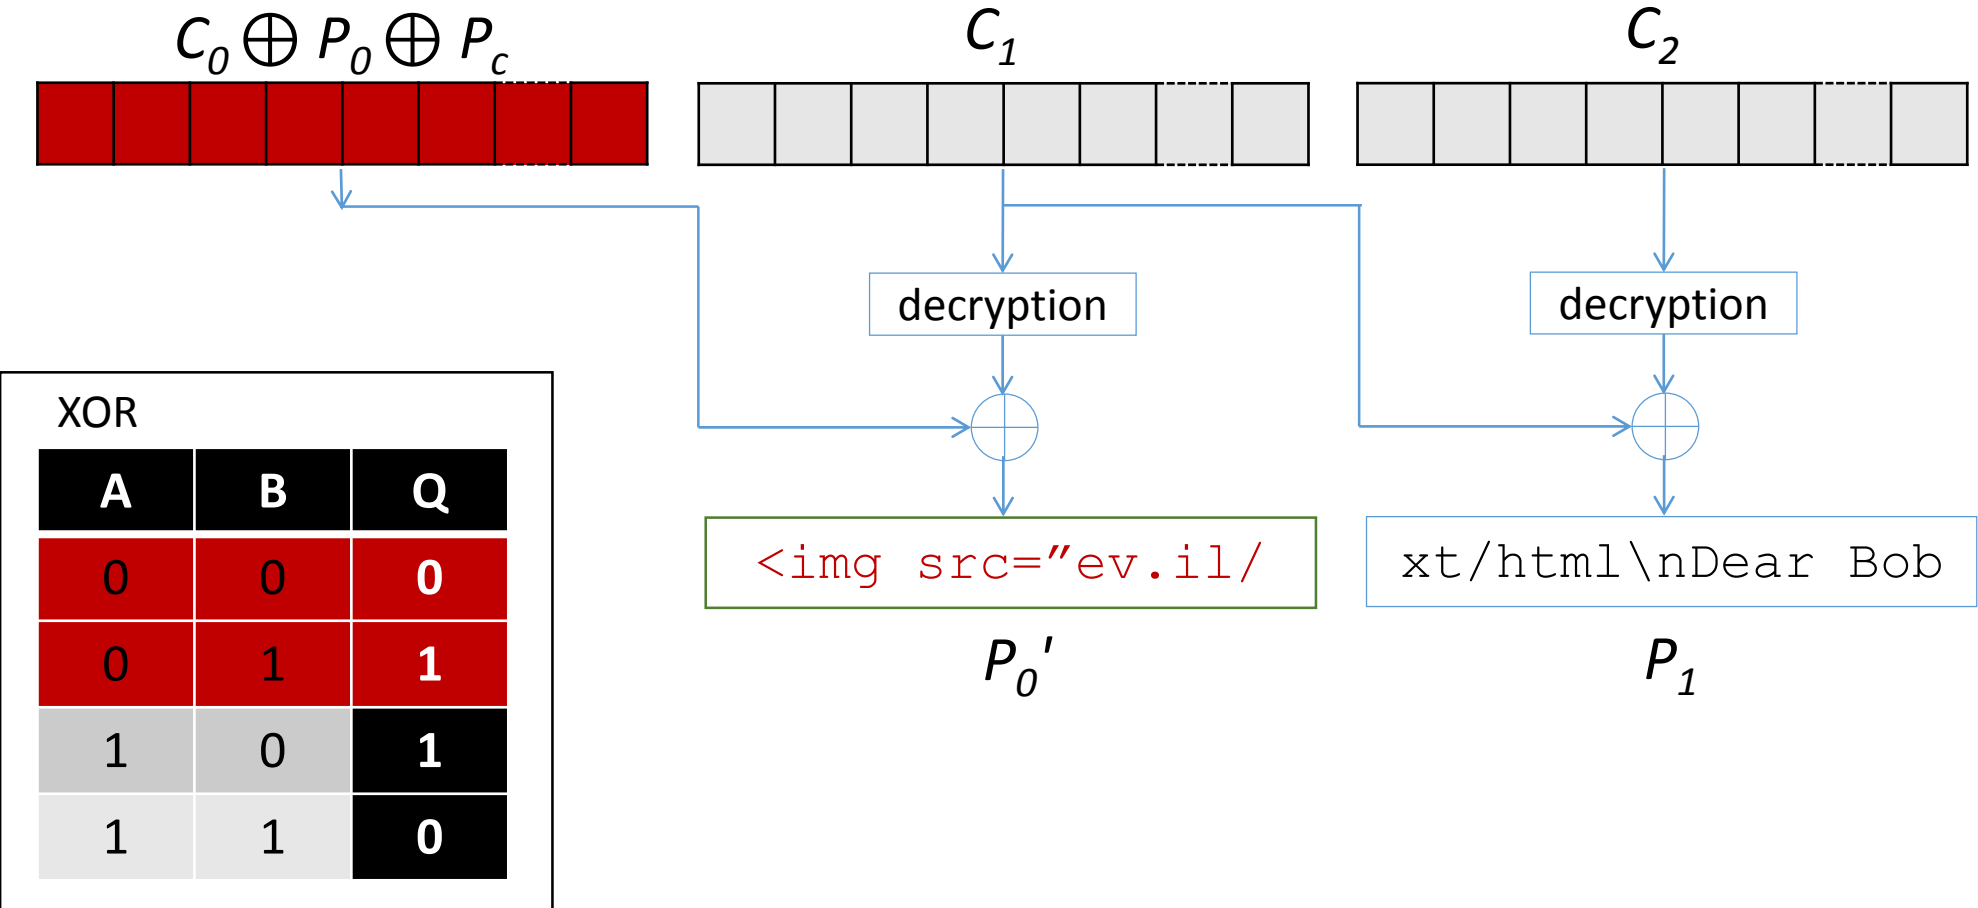 C₀ ⊕ P₀ ⊕ P꜀ C₁ C₂
decryption decryption
XOR
A B Q
0 0 0
0 1 1
1 0 1
1 1 0
<img src=″ev.il/ xt/html\nDear Bob
P₀' P₁